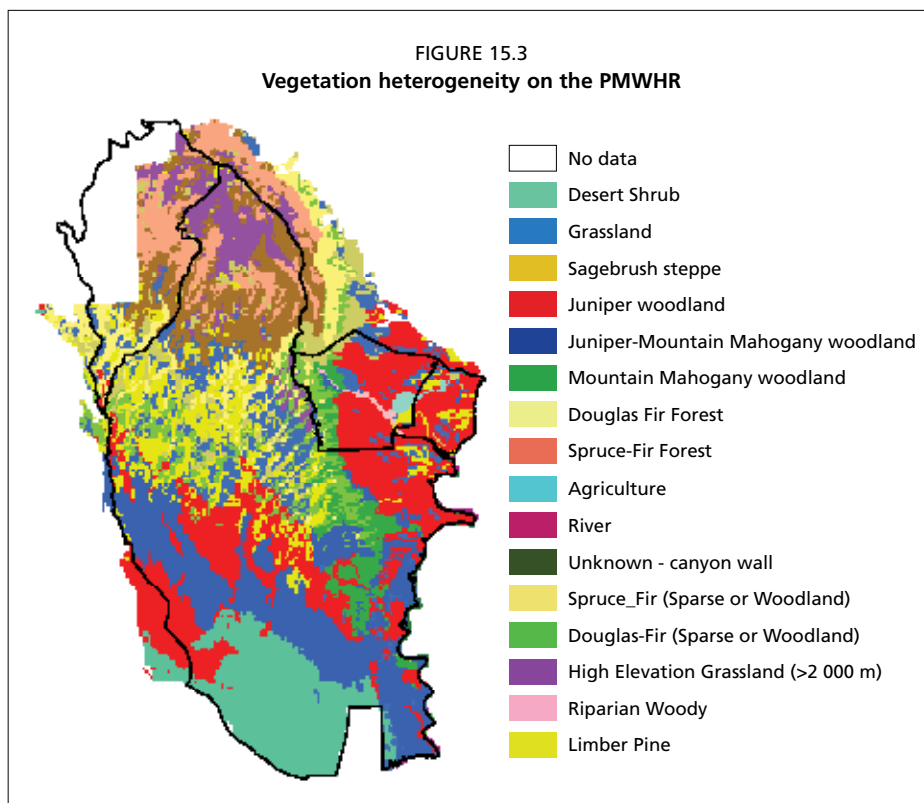 FIGURE 15.3
Vegetation heterogeneity on the PMWHR
No data
Desert Shrub
Grassland
Sagebrush steppe
Juniper woodland
Juniper-Mountain Mahogany woodland
Mountain Mahogany woodland
Douglas Fir Forest
Spruce-Fir Forest
Agriculture
River
Unknown - canyon wall
Spruce_Fir (Sparse or Woodland)
Douglas-Fir (Sparse or Woodland)
High Elevation Grassland (>2 000 m)
Riparian Woody
Limber Pine